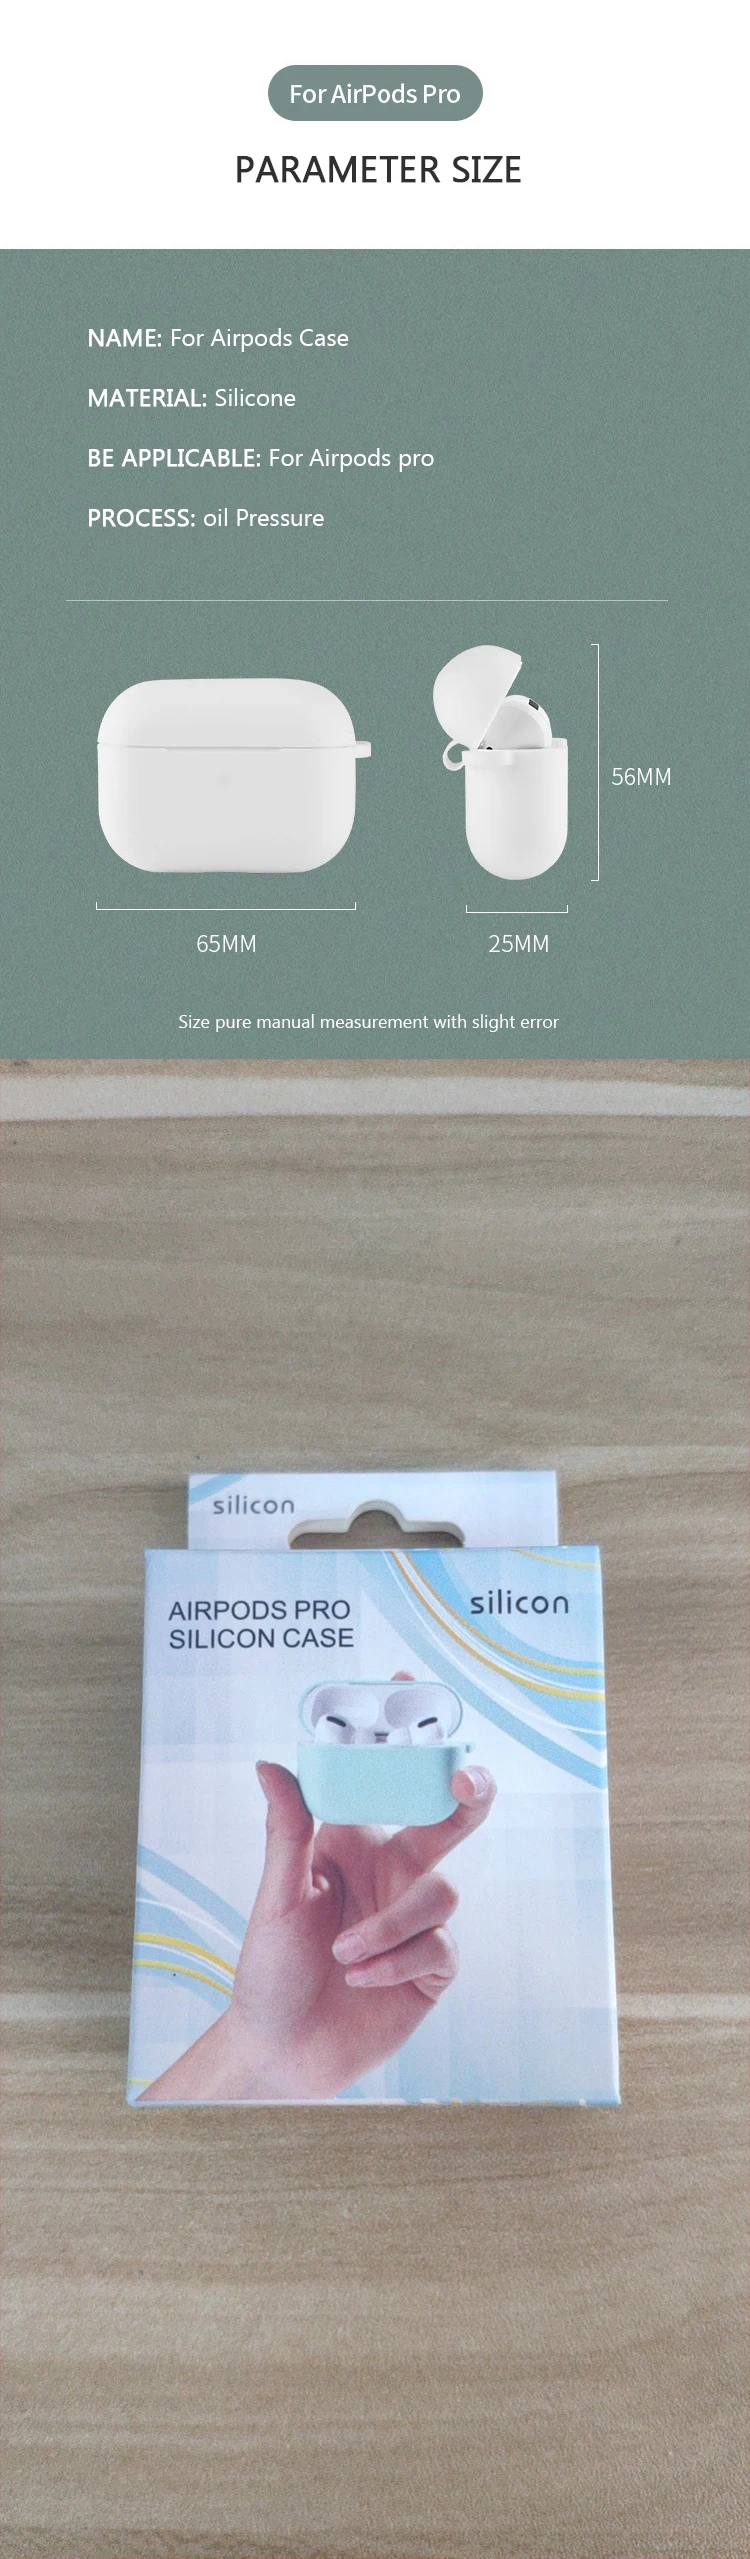 For AirPods Pro
PARAMETER SIZE
NAME: For Airpods Case
MATERIAL: Silicone
BE APPLICABLE: For Airpods pro
PROCESS: oil Pressure
56MM
65MM
25MM
Size pure manual measurement with slight error
silicon
AIRPODS PRO
SILICON CASE
silicon